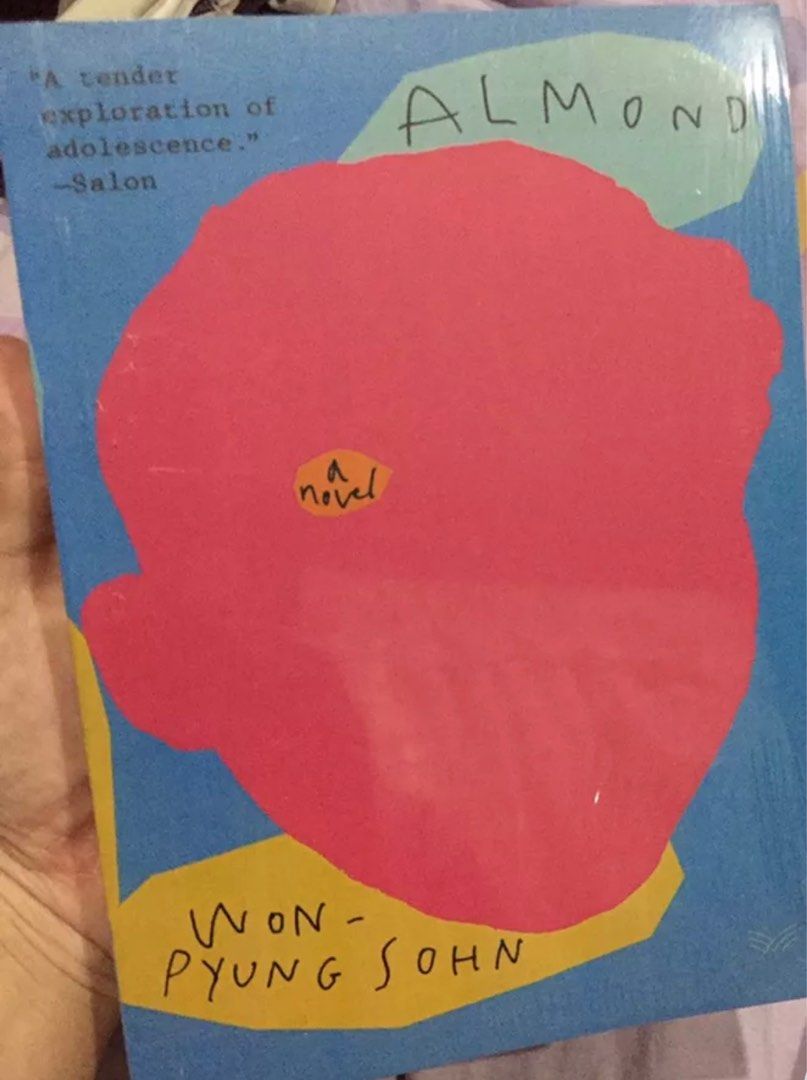 "A tender
exploration of
adolescence."
—Salon
ALMOND
a
novel
WON-
PYUNG SOHN